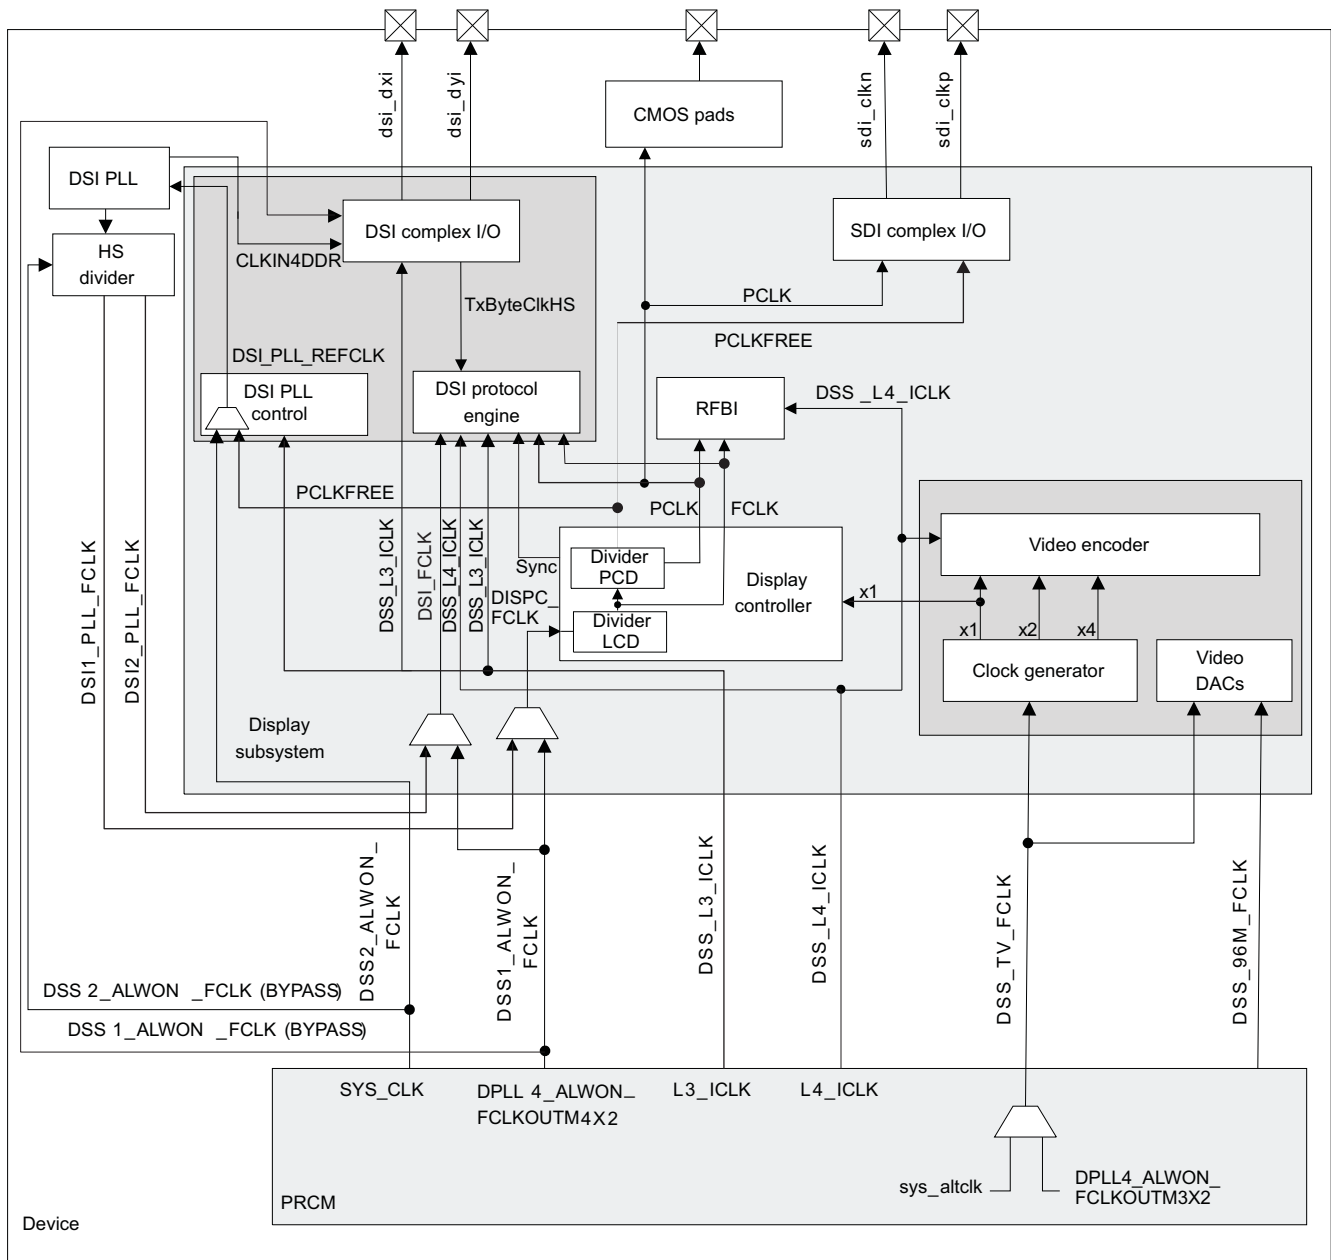 dsi_dxi
dsi_dyi
sdi_clkn
sdi_clkp
CMOS pads
DSI PLL
HS
divider
DSI complex I/O
SDI complex I/O
CLKIN4DDR
TxByteClkHS
PCLK
PCLKFREE
DSI_PLL_REFCLK
DSI PLL
control
DSI protocol
engine
RFBI
DSS _L4_ICLK
PCLKFREE
PCLK
FCLK
DSS_L3_ICLK
DSI_FCLK
DSS_L4_ICLK
DSS_L3_ICLK
Sync
DISPC_
FCLK
Divider
PCD
Divider
LCD
Display
controller
x1
Video encoder
x1
x2
x4
Clock generator
Video
DACs
DSI1_PLL_FCLK
DSI2_PLL_FCLK
Display
subsystem
DSS2_ALWON_
FCLK
DSS1_ALWON_
FCLK
DSS_L3_ICLK
DSS_L4_ICLK
DSS_TV_FCLK
DSS_96M_FCLK
DSS 2_ALWON _FCLK (BYPASS)
DSS 1_ALWON _FCLK (BYPASS)
SYS_CLK
DPLL 4_ALWON_
FCLKOUTM4X2
L3_ICLK
L4_ICLK
sys_altclk
DPLL4_ALWON_
FCLKOUTM3X2
PRCM
Device